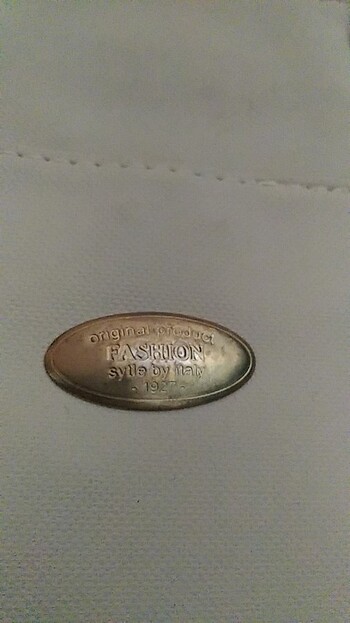 original product
FASHION
sytle by italy
- 1927 -